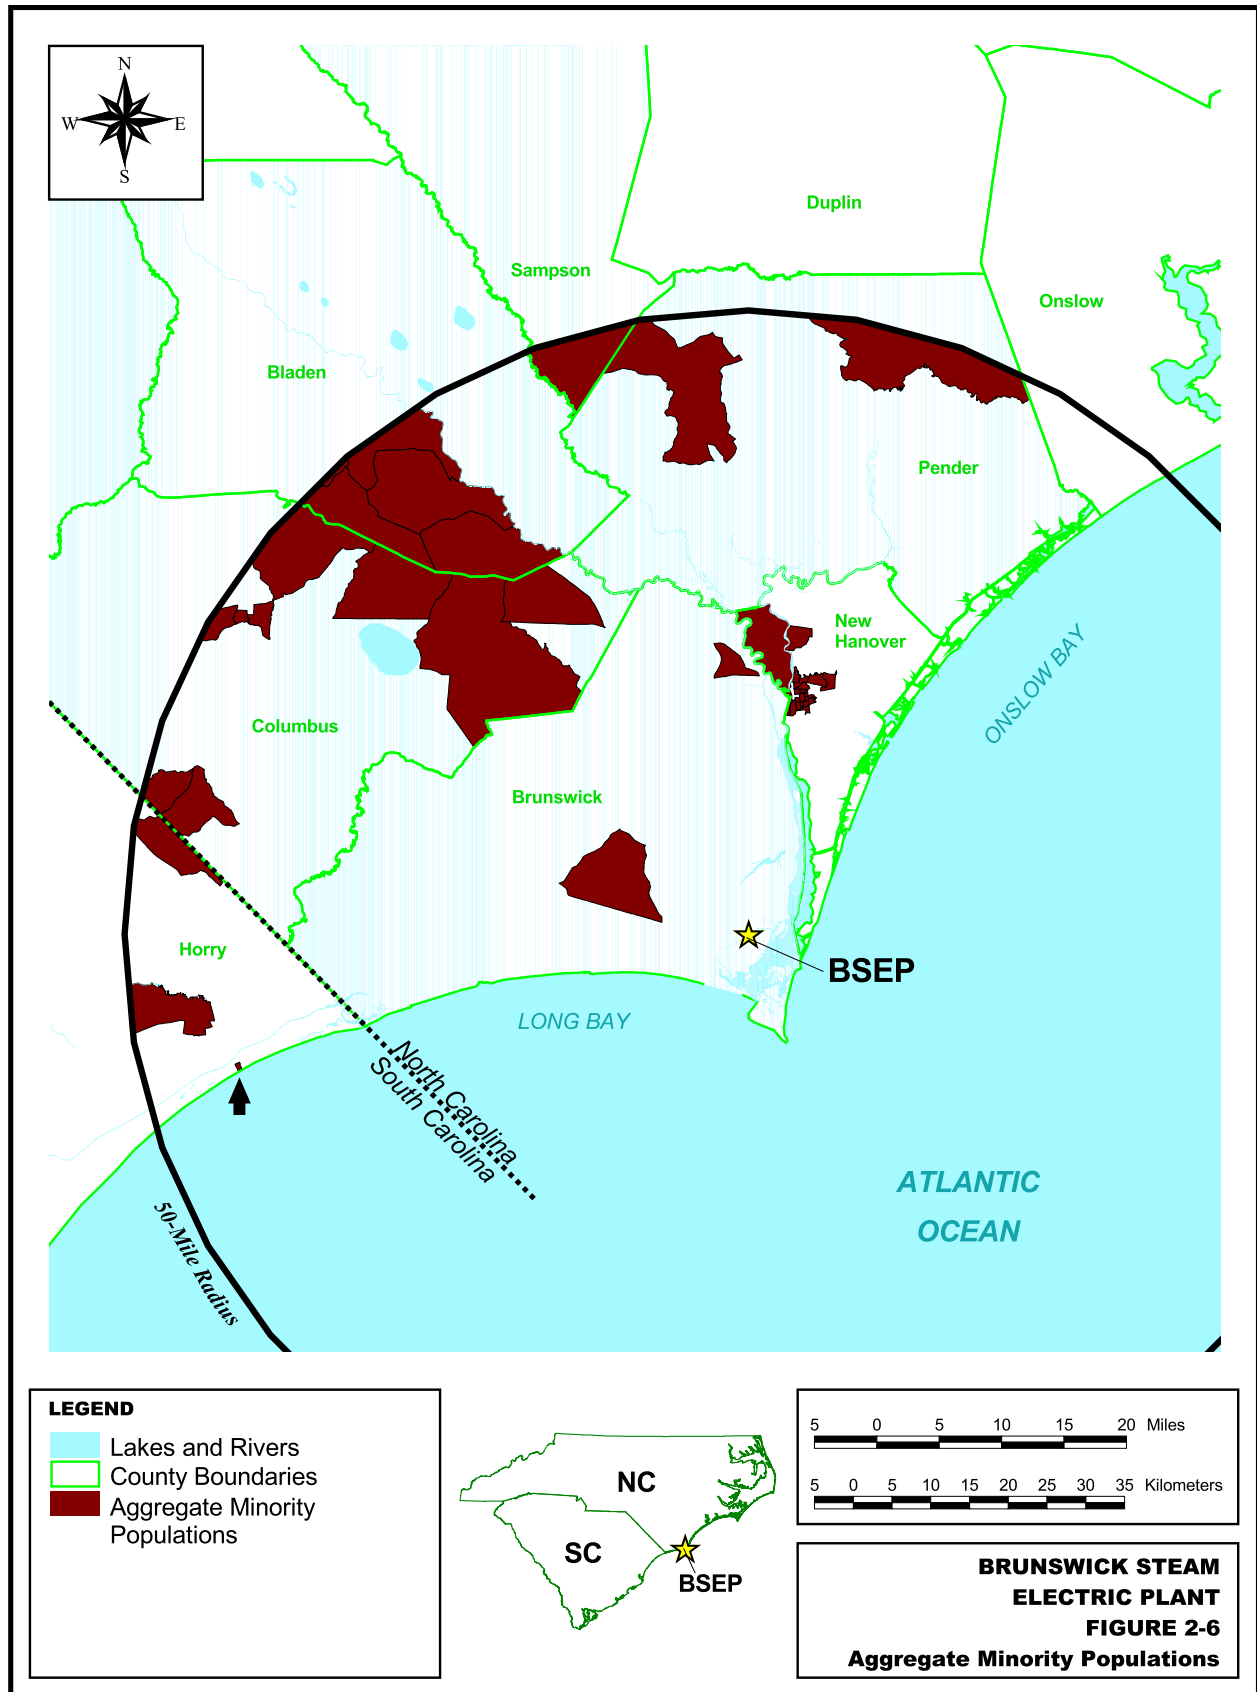 N
W E
S
Duplin
Sampson
Onslow
Bladen
Pender
New
Hanover
ONSLOW BAY
Columbus
Brunswick
Horry
BSEP
LONG BAY
North Carolina
South Carolina
ATLANTIC
OCEAN
50-Mile Radius
LEGEND
Lakes and Rivers
County Boundaries
Aggregate Minority
Populations
NC
SC
BSEP
5 0 5 10 15 20 Miles
5 0 5 10 15 20 25 30 35 Kilometers
BRUNSWICK STEAM
ELECTRIC PLANT
FIGURE 2-6
Aggregate Minority Populations